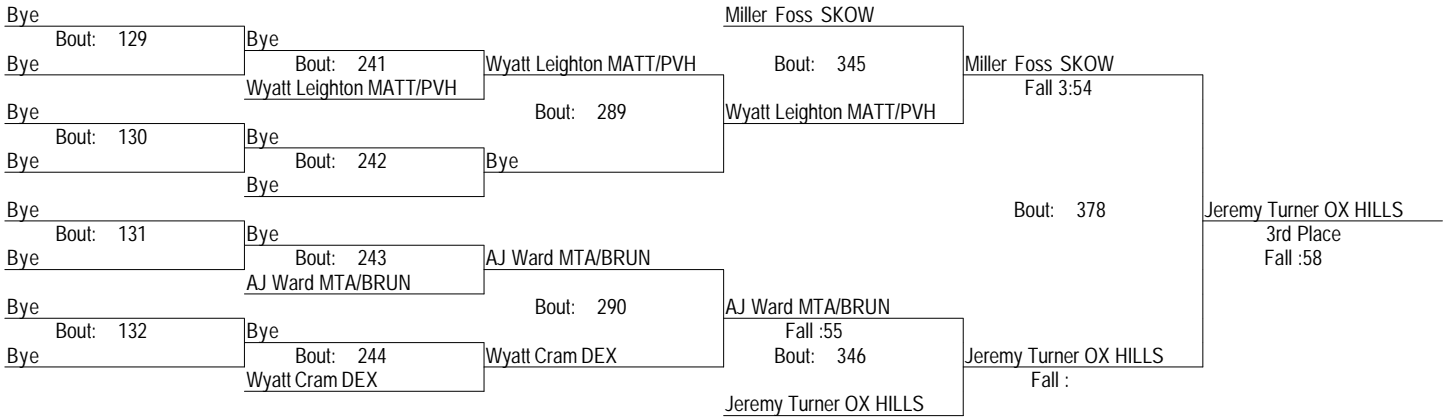 Bye Miller Foss SKOW
Bout: 129 Bye
Bye Bout: 241 Wyatt Leighton MATT/PVH Bout: 345 Miller Foss SKOW
Wyatt Leighton MATT/PVH Fall 3:54
Bye Bout: 289 Wyatt Leighton MATT/PVH
Bout: 130 Bye
Bye Bout: 242 Bye
Bye
Bye Bout: 378 Jeremy Turner OX HILLS
Bout: 131 Bye 3rd Place
Bye Bout: 243 AJ Ward MTA/BRUN Fall :58
AJ Ward MTA/BRUN
Bye Bout: 290 AJ Ward MTA/BRUN
Bout: 132 Bye Fall :55
Bye Bout: 244 Wyatt Cram DEX Bout: 346 Jeremy Turner OX HILLS
Wyatt Cram DEX Fall :
Jeremy Turner OX HILLS